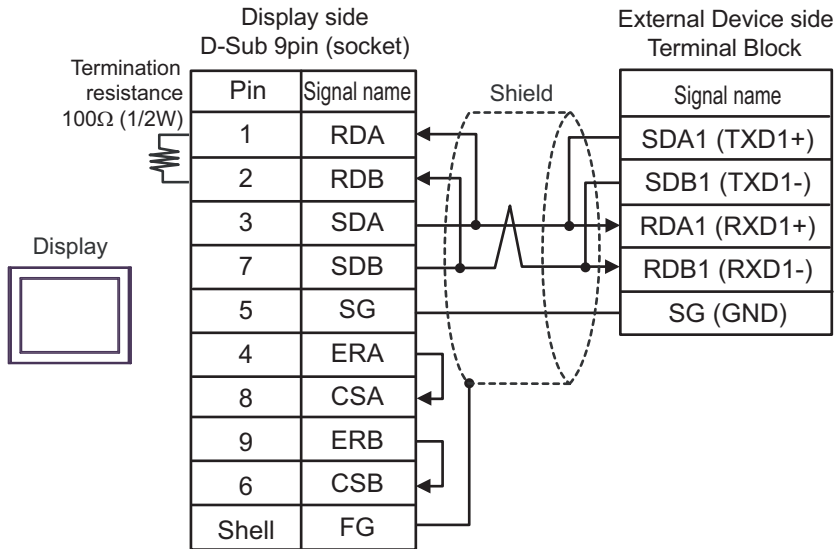 Display side
D-Sub 9pin (socket)
External Device side
Terminal Block
Termination
resistance
100Ω (1/2W)
Pin Signal name
Shield
Signal name
1 RDA
SDA1 (TXD1+)
2 RDB
SDB1 (TXD1-)
3 SDA
RDA1 (RXD1+)
Display
7 SDB
RDB1 (RXD1-)
5 SG
SG (GND)
4 ERA
8 CSA
9 ERB
6 CSB
Shell FG